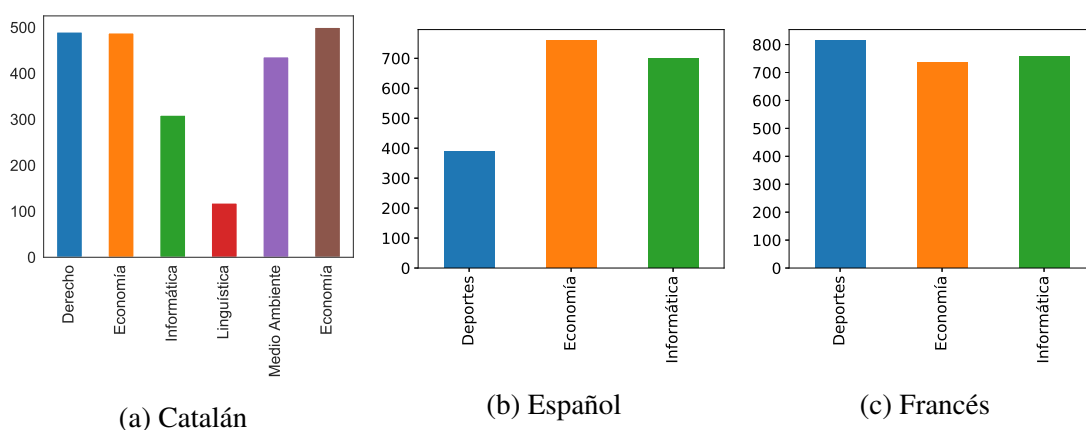 500
400
300
200
100
0
Derecho
Economía
Informática
Linguística
Medio Ambiente
Economía
(a) Catalán
700
600
500
400
300
200
100
0
Deportes
Economía
Informática
(b) Español
800
700
600
500
400
300
200
100
0
Deportes
Economía
Informática
(c) Francés